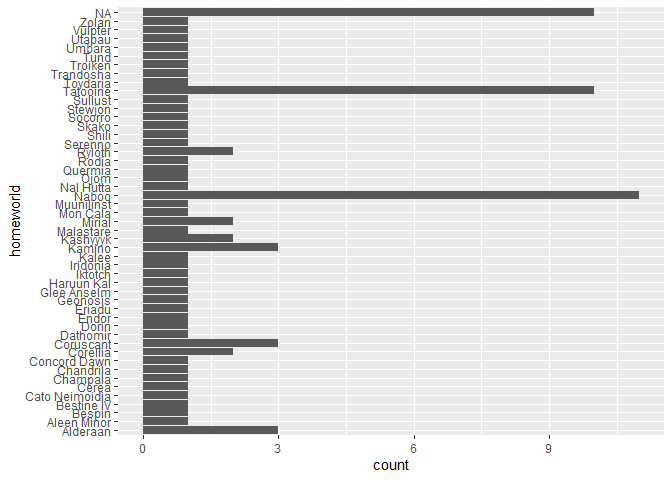 NA
Zolan
Vulpter
Utapau
Umbara
Tund
Troiken
Trandosha
Toydaria
Tatooine
Sullust
Stewjon
Socorro
Skako
Shili
Serenno
Ryloth
Rodia
Quermia
Ojom
Nal Hutta
Naboo
Muunilinst
Mon Cala
Mirial
Malastare
Kashyyyk
Kamino
Kalee
Iridonia
Iktotch
Haruun Kal
Glee Anselm
Geonosis
Eriadu
Endor
Dorin
Dathomir
Coruscant
Corellia
Concord Dawn
Chandrila
Champala
Cerea
Cato Neimoidia
Bestine IV
Bespin
Aleen Minor
Alderaan
homeworld
0 3 6 9
count